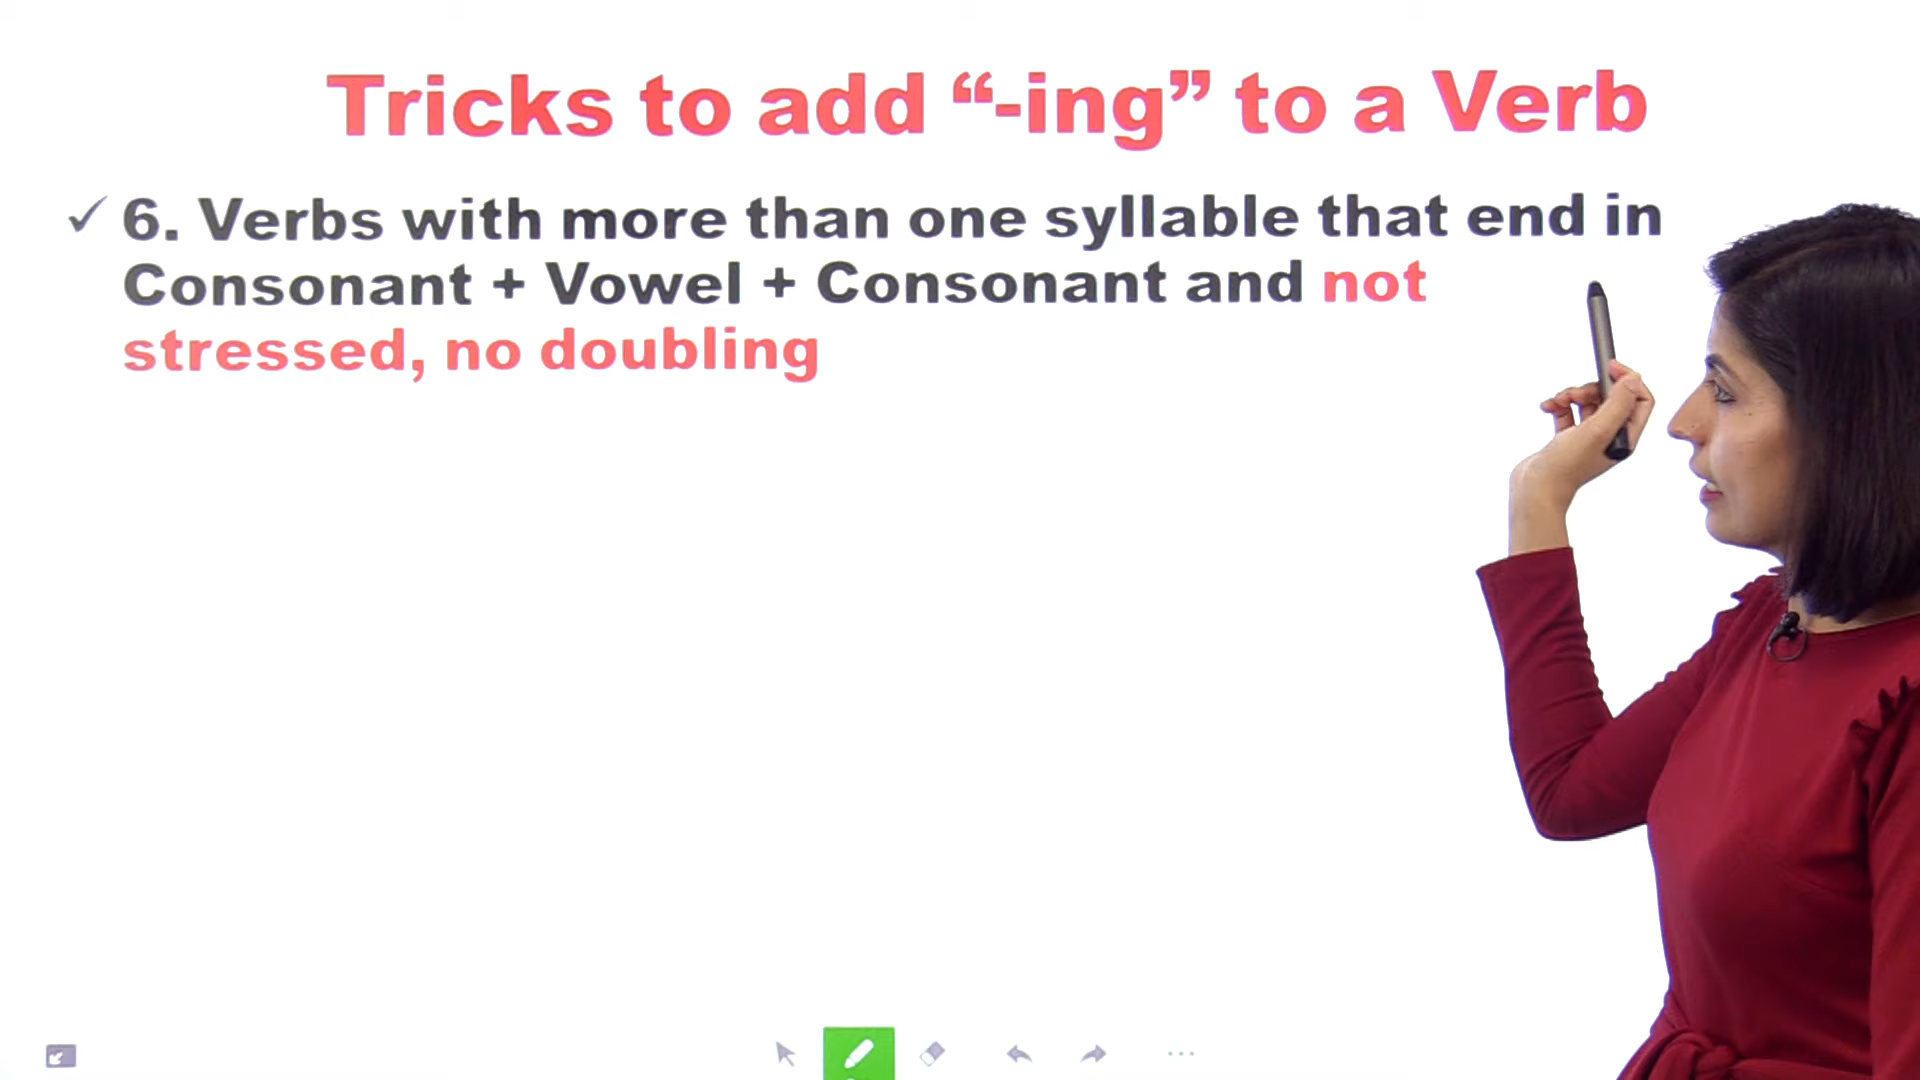 Tricks to add “-ing” to a Verb
✓ 6. Verbs with more than one syllable that end in
Consonant + Vowel + Consonant and not
stressed, no doubling